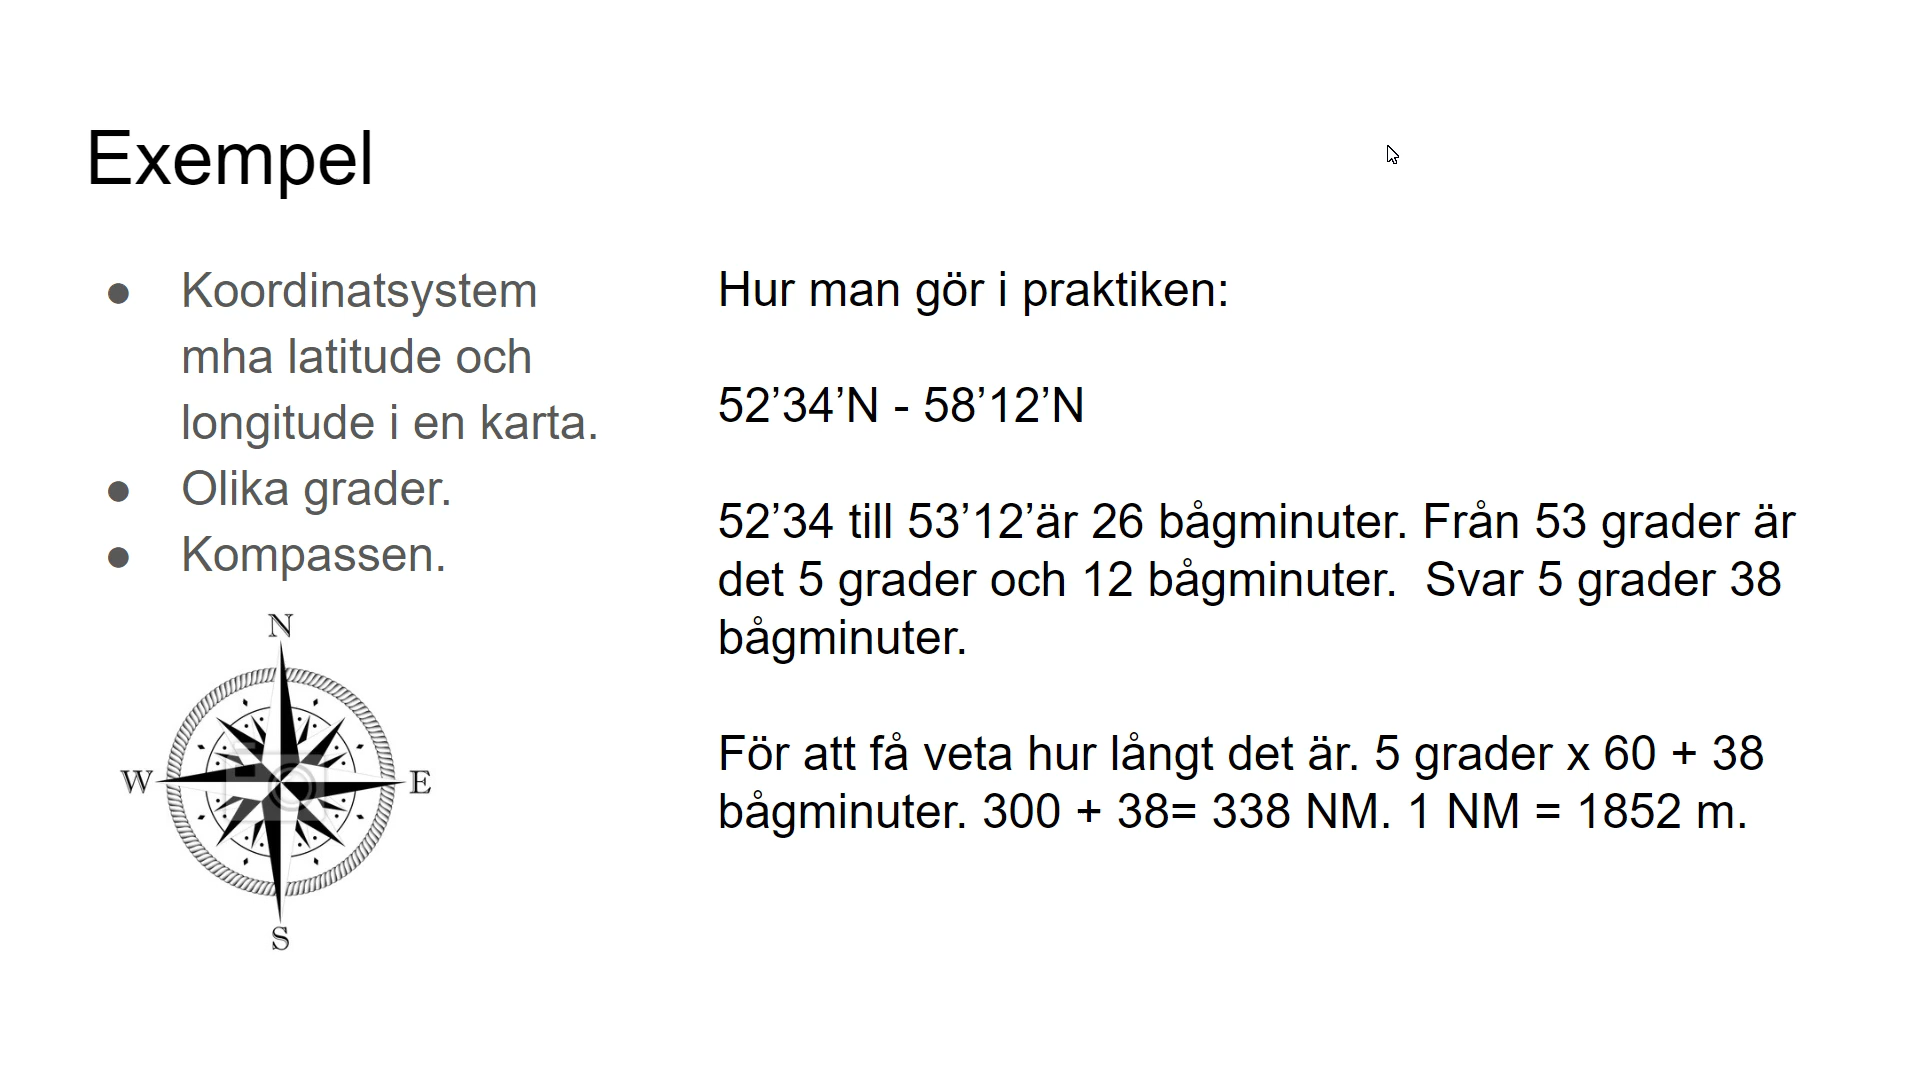 Exempel
● Koordinatsystem
mha latitude och
longitude i en karta.
● Olika grader.
● Kompassen.
N
W
E
S
Hur man gör i praktiken:
52’34’N - 58’12’N
52’34 till 53’12’är 26 bågminuter. Från 53 grader är
det 5 grader och 12 bågminuter.  Svar 5 grader 38
bågminuter.
För att få veta hur långt det är. 5 grader x 60 + 38
bågminuter. 300 + 38= 338 NM. 1 NM = 1852 m.